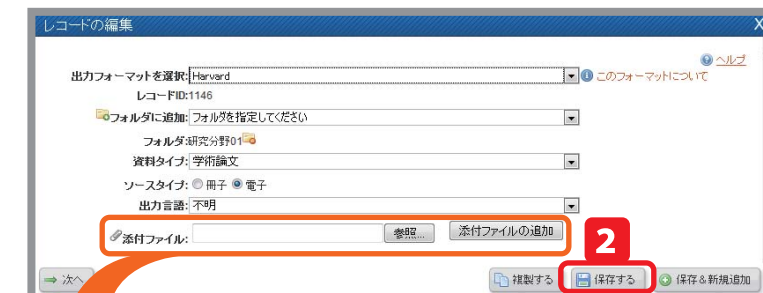 レコードの編集 X
ヘルプ
出力フォーマットを選択: Harvard このフォーマットについて
レコードID:1146
フォルダに追加: フォルダを指定してください
フォルダ:研究分野01
資料タイプ: 学術論文
ソースタイプ: 冊子 電子
出力言語: 不明
添付ファイル: 参照... 添付ファイルの追加
2
次へ 複製する 保存する 保存&新規追加